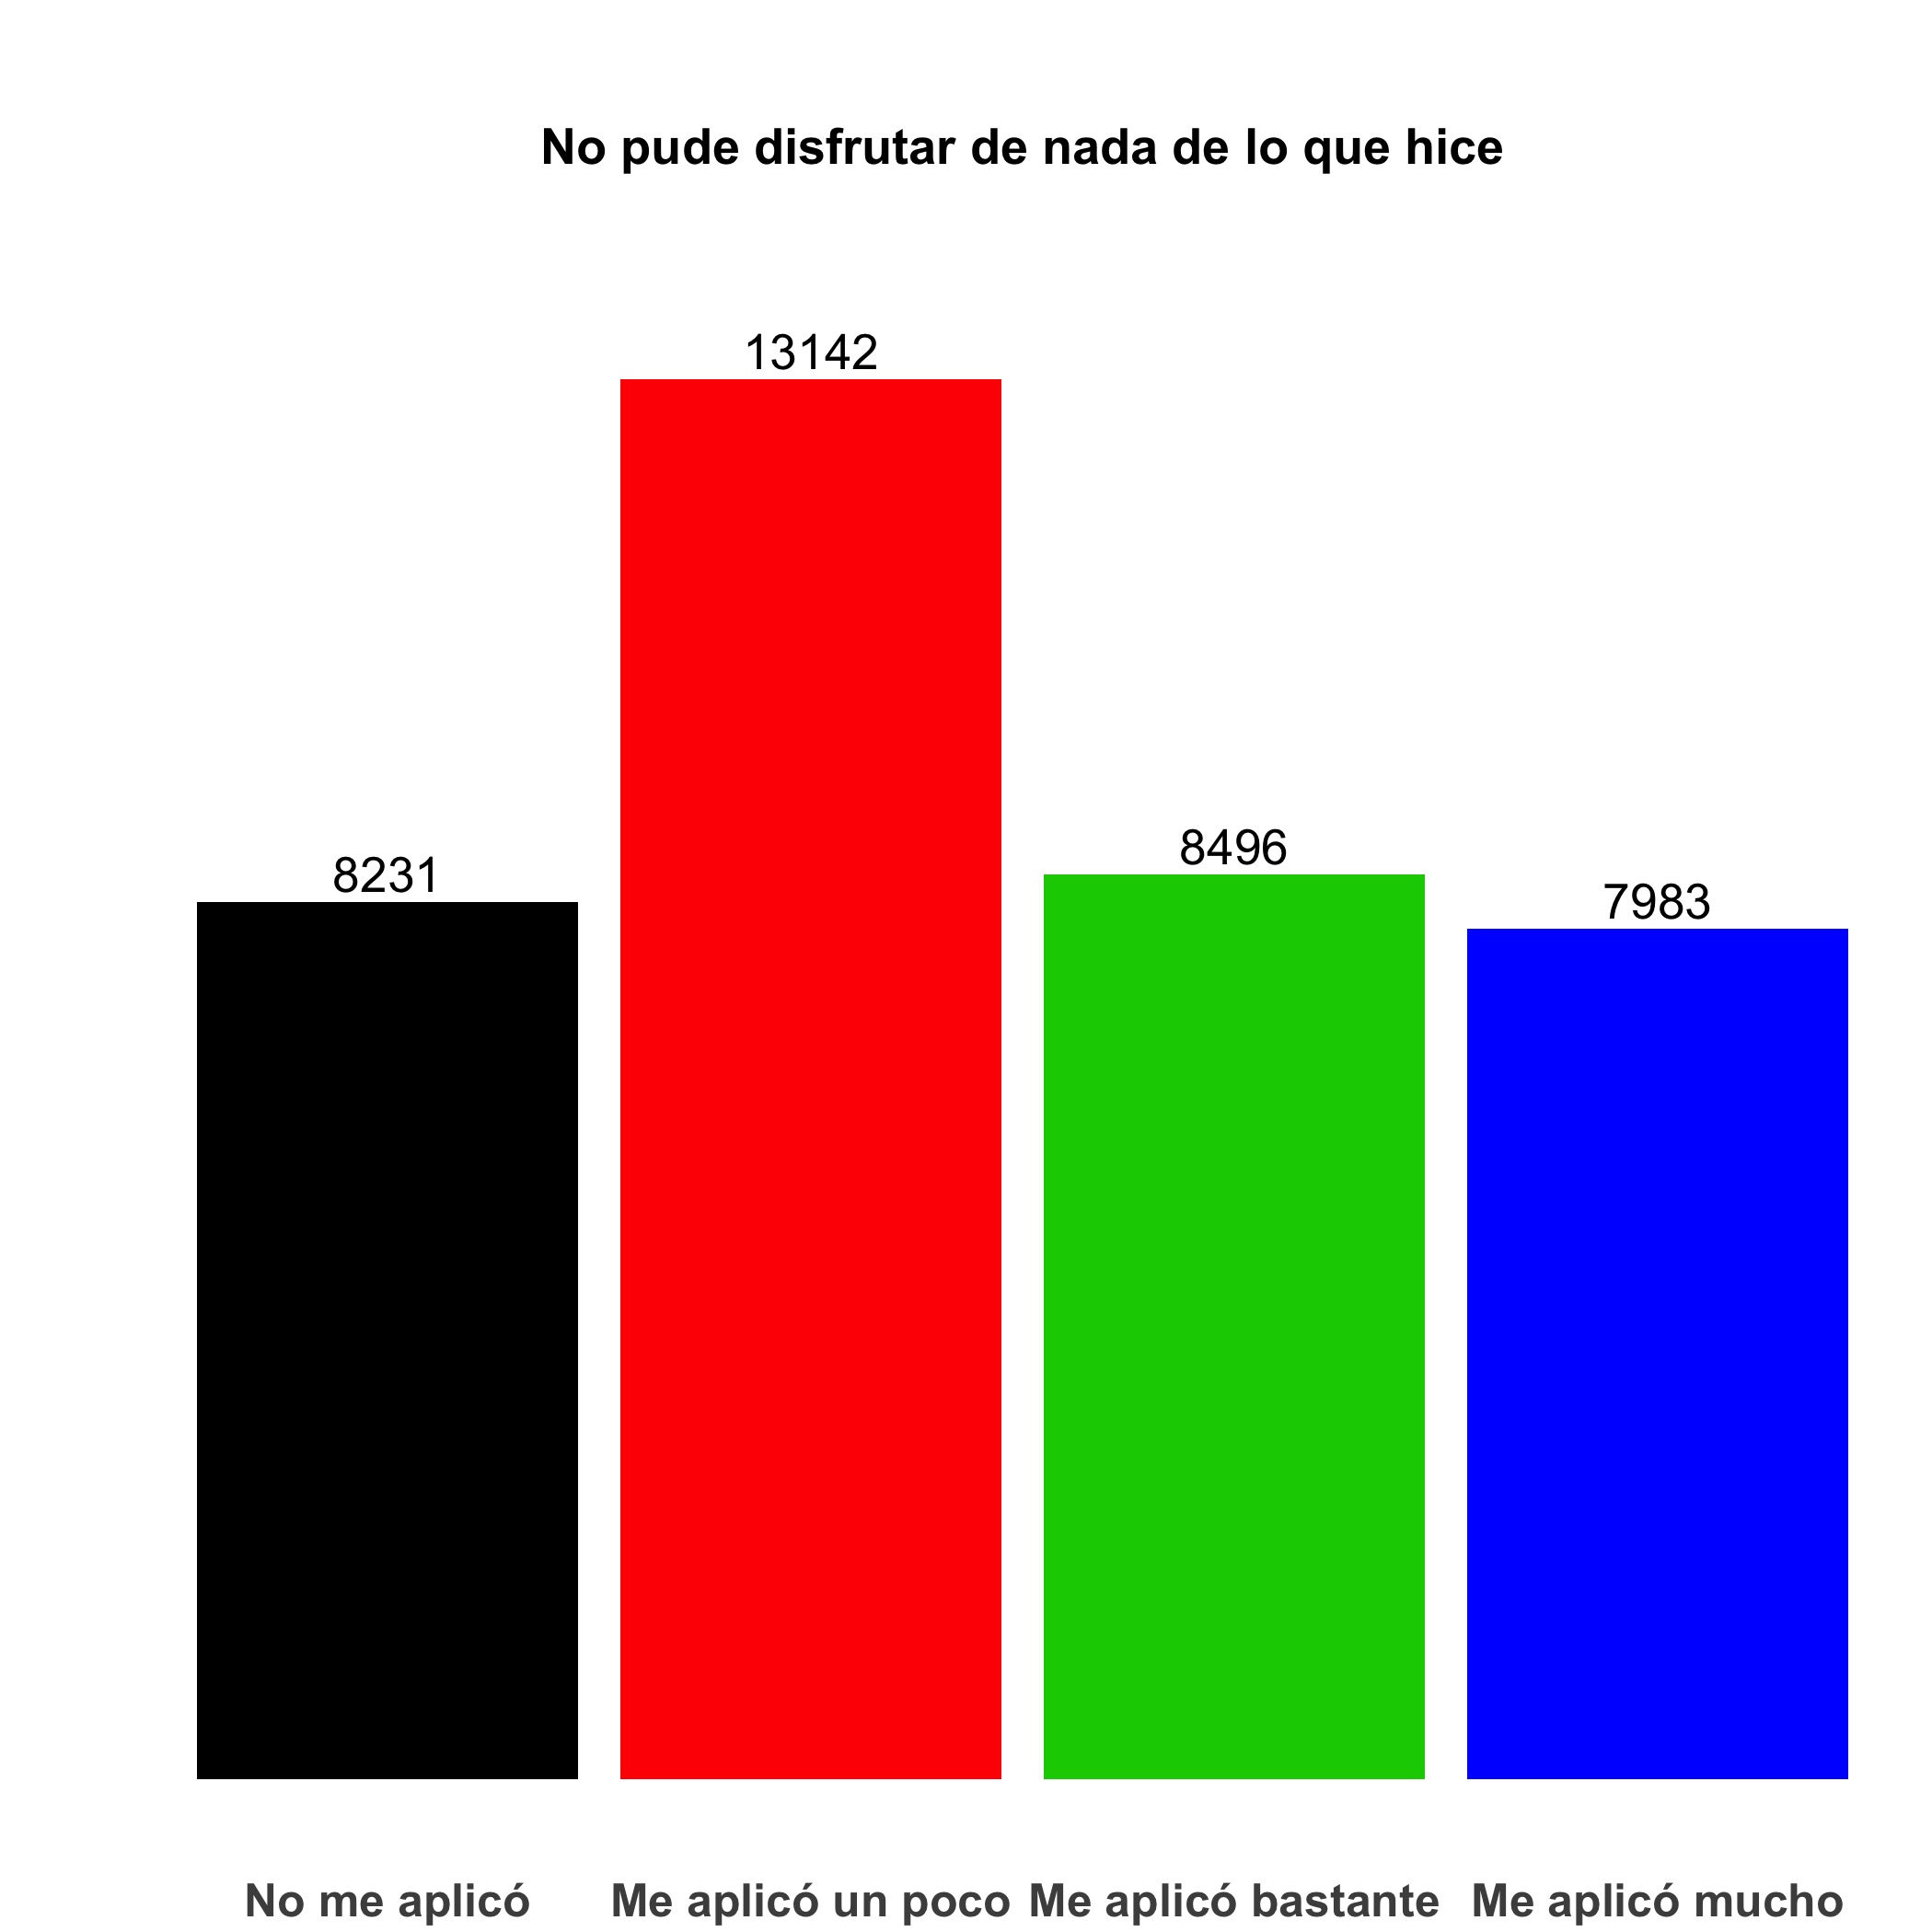 No pude disfrutar de nada de lo que hice
13142
8496
8231
7983
No me aplicó Me aplicó un poco Me aplicó bastante Me aplicó mucho